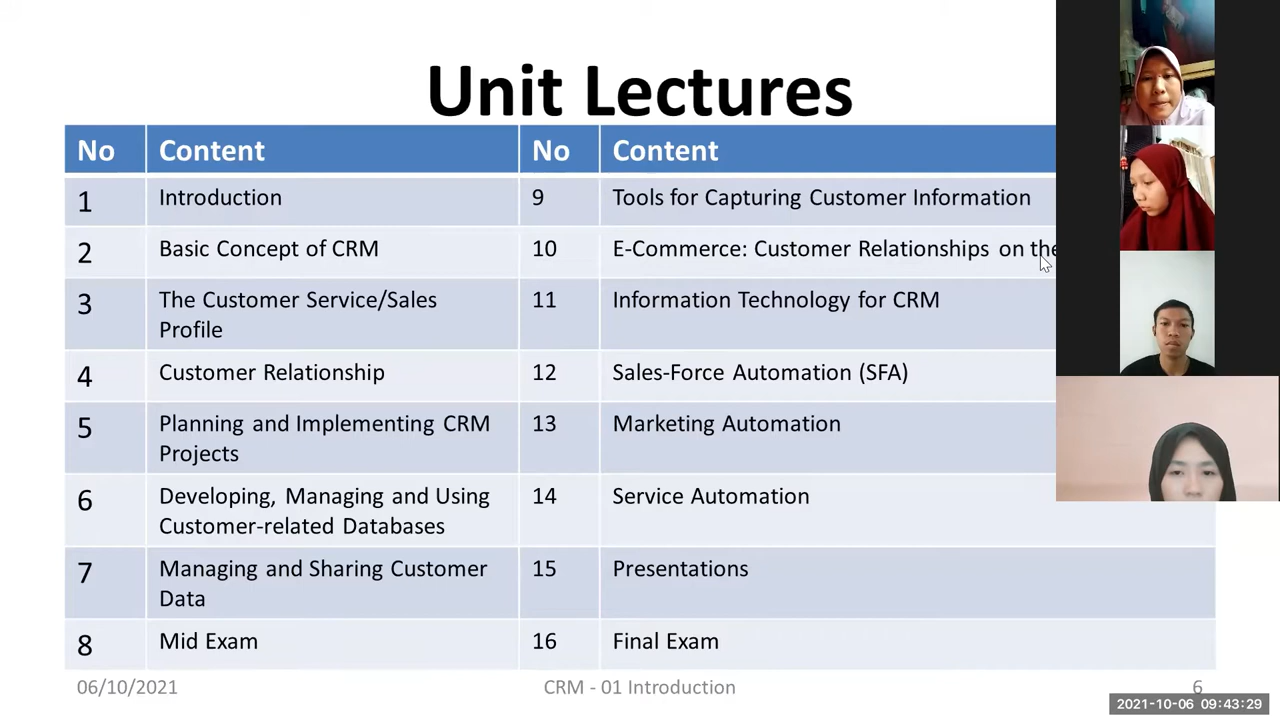 Unit Lectures
No Content No Content
1 Introduction 9 Tools for Capturing Customer Information
2 Basic Concept of CRM 10 E-Commerce: Customer Relationships on the
3 The Customer Service/Sales 11 Information Technology for CRM
Profile
4 Customer Relationship 12 Sales-Force Automation (SFA)
5 Planning and Implementing CRM 13 Marketing Automation
Projects
6 Developing, Managing and Using 14 Service Automation
Customer-related Databases
7 Managing and Sharing Customer 15 Presentations
Data
8 Mid Exam 16 Final Exam
06/10/2021 CRM - 01 Introduction 6
2021-10-06 09:43:29